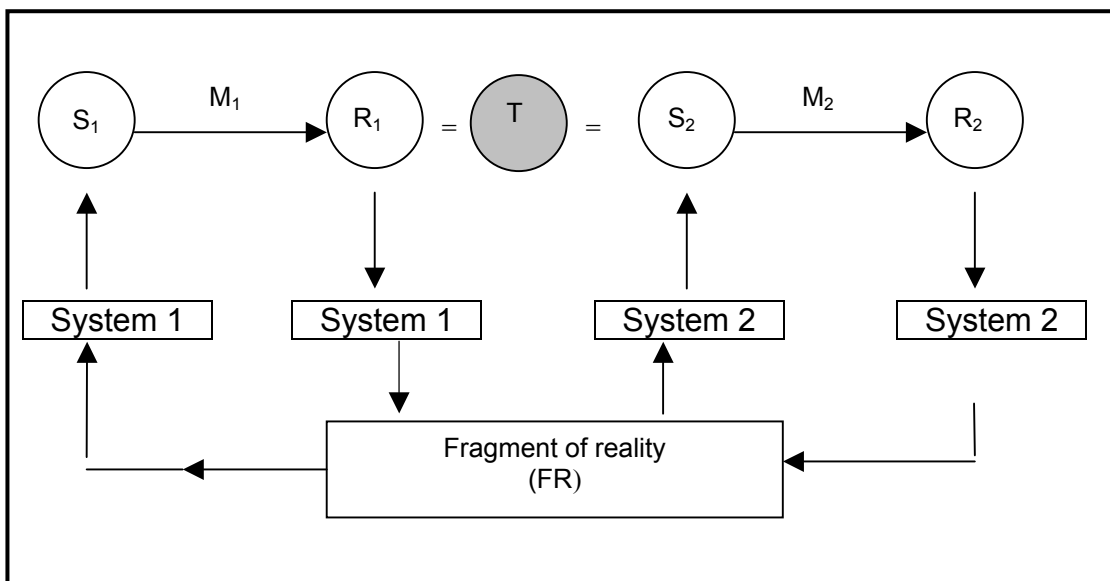 M₁ M₂
S₁ R₁ = T = S₂ R₂
System 1 System 1 System 2 System 2
Fragment of reality
(FR)